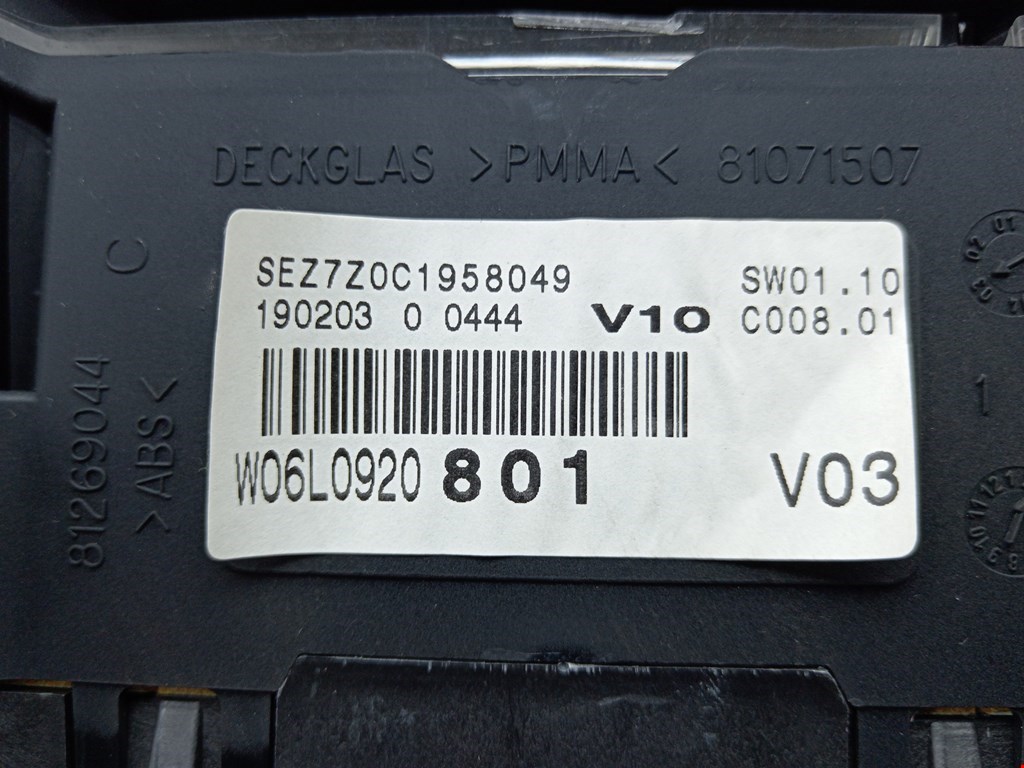 DECKGLAS >PMMA< 81071507
SEZ7Z0C1958049 SW01.10
190203 0 0444 V10 C008.01
W06L0920 801 V03
C
81269044
>ABS<
1